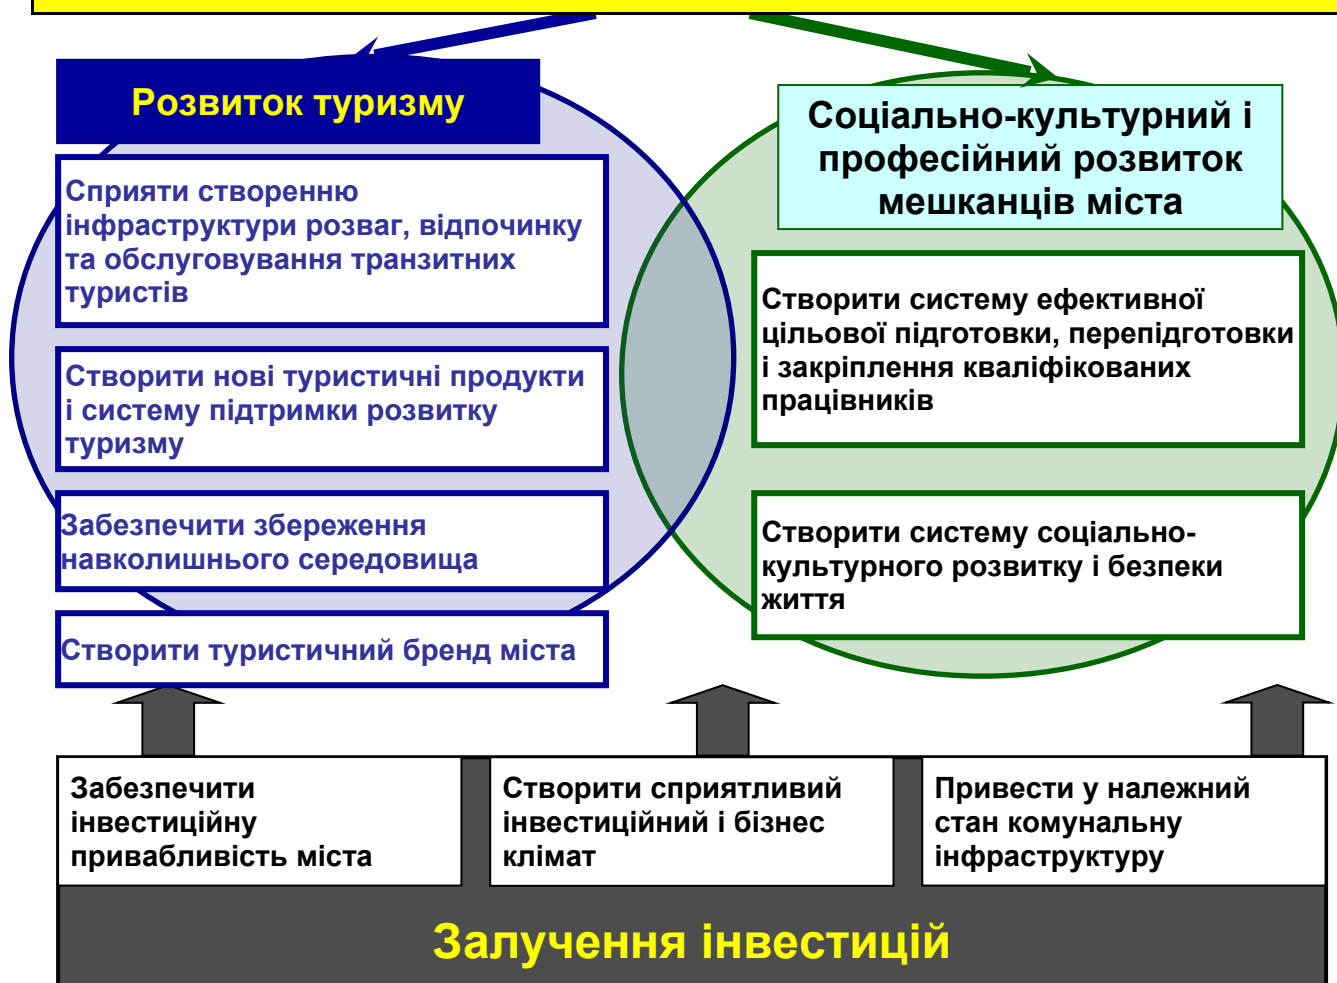 Розвиток туризму
Сприяти створенню
інфраструктури розваг, відпочинку
та обслуговування транзитних
туристів
Створити нові туристичні продукти
і систему підтримки розвитку
туризму
Забезпечити збереження
навколишнього середовища
Створити туристичний бренд міста
Соціально-культурний і
професійний розвиток
мешканців міста
Створити систему ефективної
цільової підготовки, перепідготовки
і закріплення кваліфікованих
працівників
Створити систему соціально-
культурного розвитку і безпеки
життя
Забезпечити
інвестиційну
привабливість міста
Створити сприятливий
інвестиційний і бізнес
клімат
Привести у належний
стан комунальну
інфраструктуру
Залучення інвестицій